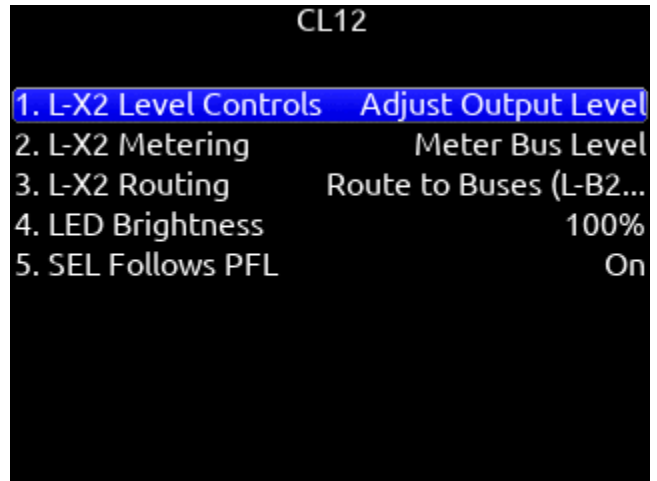 CL12
1. L-X2 Level Controls Adjust Output Level
2. L-X2 Metering Meter Bus Level
3. L-X2 Routing Route to Buses (L-B2...
4. LED Brightness 100%
5. SEL Follows PFL On